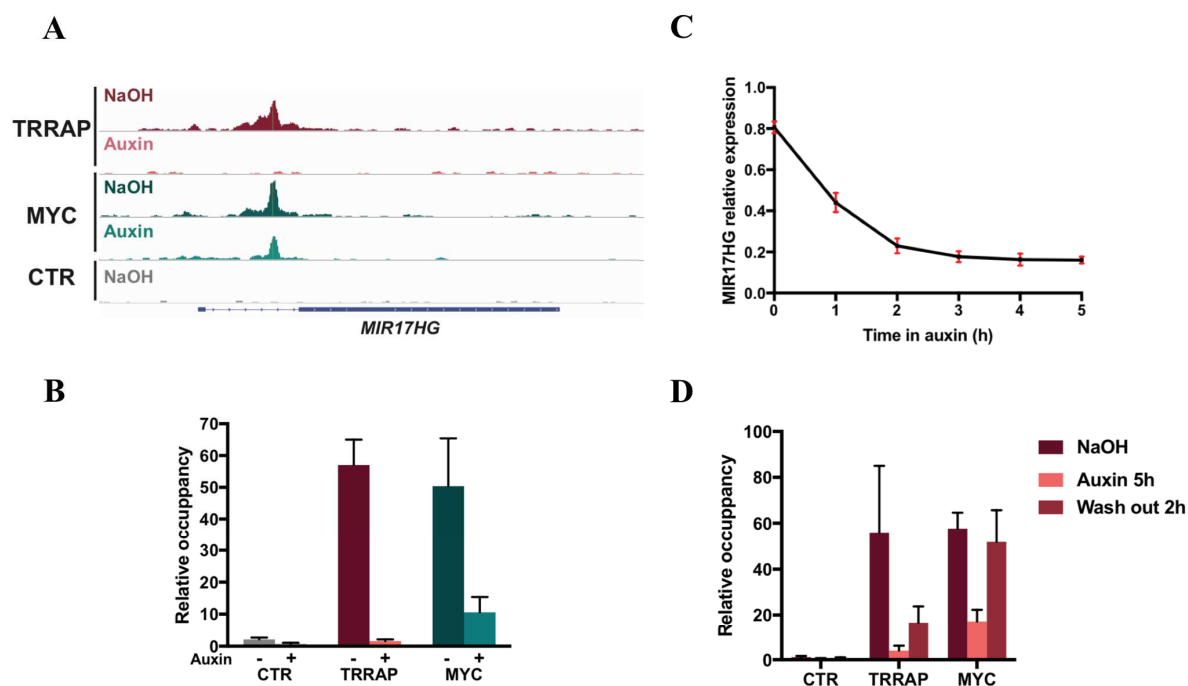 A
NaOH
TRRAP
Auxin
NaOH
MYC
Auxin
CTR
NaOH
MIR17HG
B
Relative occuppancy
70
60
50
40
30
20
10
0
Auxin - + - + - +
CTR TRRAP MYC
C
MIR17HG relative expression
1.0
0.8
0.6
0.4
0.2
0.0
0 1 2 3 4 5
Time in auxin (h)
D
Relative occupancy
100
80
60
40
20
0
CTR TRRAP MYC
NaOH
Auxin 5h
Wash out 2h